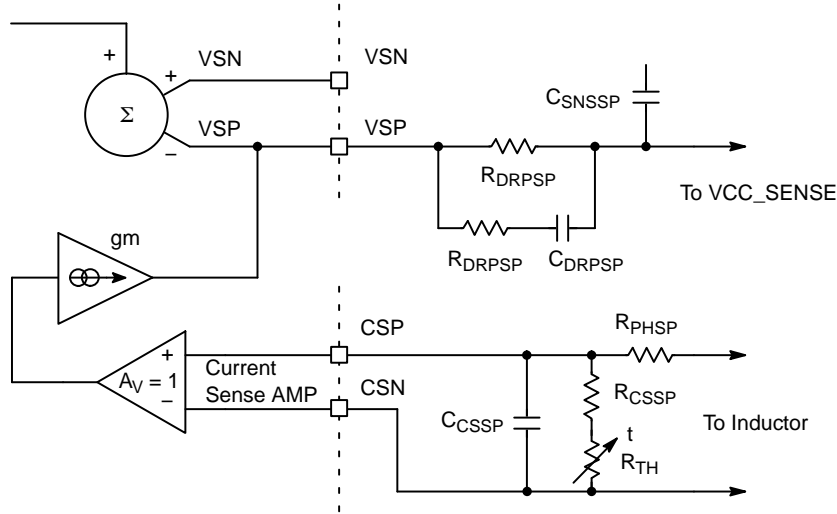 +
VSN
VSN
+
Σ
VSP
VSP
−
C_SNSSP
R_DRPSP
To VCC_SENSE
gm
R_DRPSP
C_DRPSP
CSP
R_PHSP
+
A_V = 1
−
Current
Sense AMP
CSN
R_CSSP
C_CSSP
t
R_TH
To Inductor